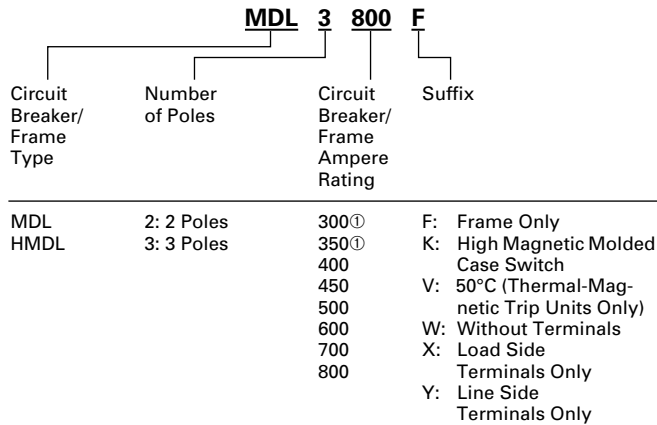 MDL 3 800 F
Circuit Breaker/ Frame Type
Number of Poles
Circuit Breaker/ Frame Ampere Rating
Suffix
MDL
HMDL
2: 2 Poles
3: 3 Poles
300①
350①
400
450
500
600
700
800
F: Frame Only
K: High Magnetic Molded
Case Switch
V: 50°C (Thermal-Mag-
netic Trip Units Only)
W: Without Terminals
X: Load Side
Terminals Only
Y: Line Side
Terminals Only